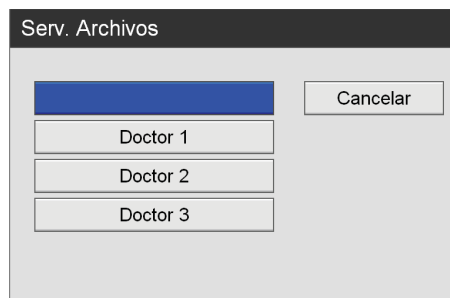 Serv. Archivos
Cancelar
Doctor 1
Doctor 2
Doctor 3